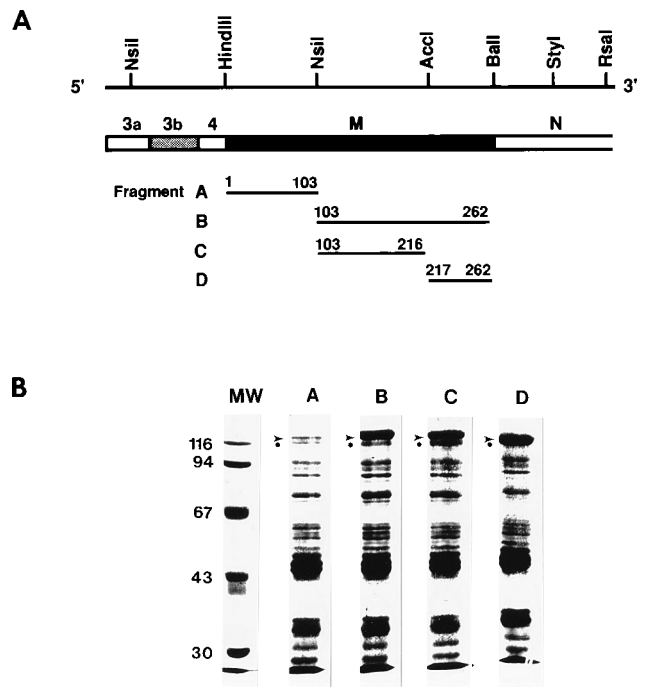 A
NsiI HindIII NsiI AccI BalI StyI RsaI
5' 3'
3a 3b 4 M N
Fragment A 1 103
B 103 262
C 103 216
D 217 262
B
MW A B C D
116
94
67
43
30